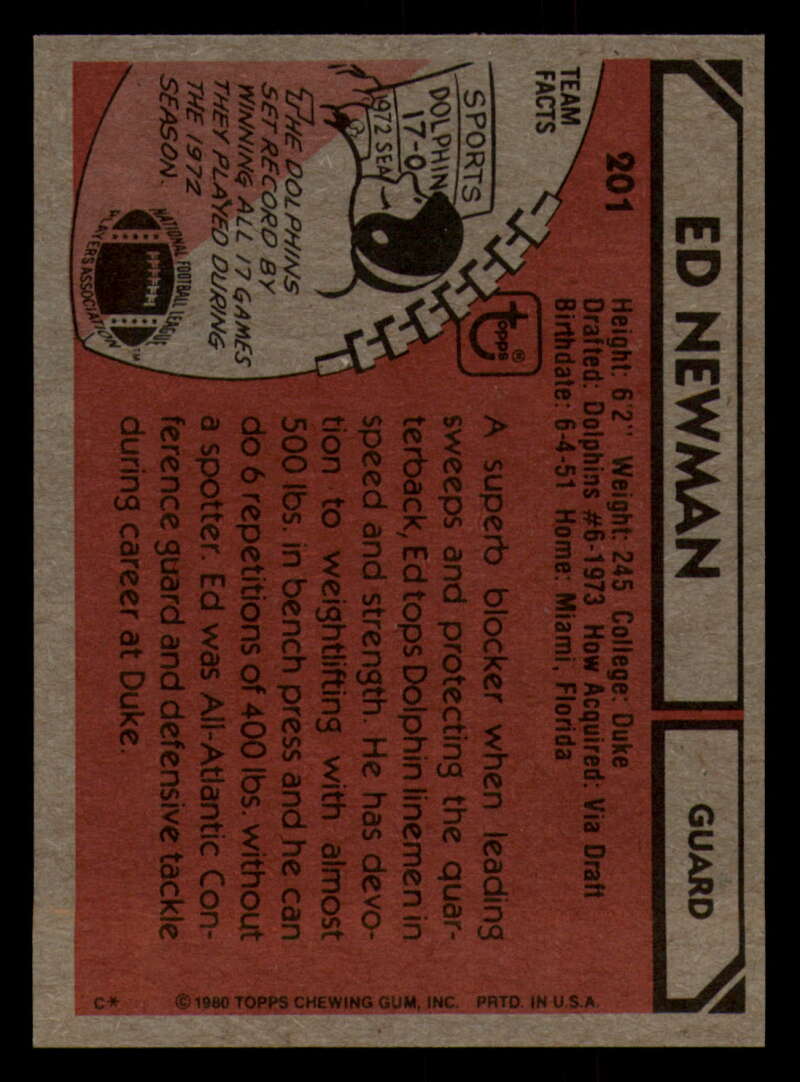 ED NEWMAN
GUARD
201
Height: 6'2" Weight: 245 College: Duke
Drafted: Dolphins #6-1973 How Acquired: Via Draft
Birthdate: 6-4-51 Home: Miami, Florida
TEAM
FACTS
SPORTS
DOLPHIN
17-0
1972 SEA
THE DOLPHINS
SET RECORD BY
WINNING ALL 17 GAMES
THEY PLAYED DURING
THE 1972
SEASON.
NATIONAL FOOTBALL LEAGUE
PLAYERS ASSOCIATION
TM
topps®
A superb blocker when leading
sweeps and protecting the quar-
terback, Ed tops Dolphin linemen in
speed and strength. He has devo-
tion to weightlifting with almost
500 lbs. in bench press and he can
do 6 repetitions of 400 lbs. without
a spotter. Ed was All-Atlantic Con-
ference guard and defensive tackle
during career at Duke.
C* © 1980 TOPPS CHEWING GUM, INC. PRTD. IN U.S.A.